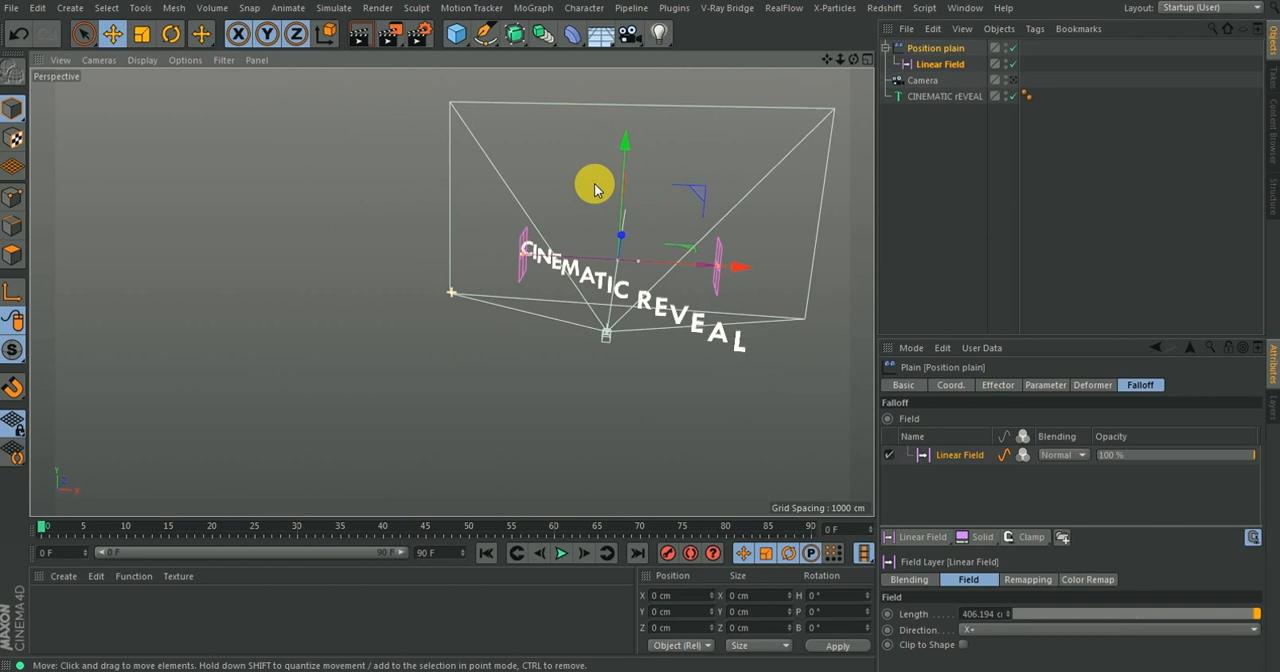 File Edit Create Select Tools Mesh Volume Snap Animate Simulate Render Sculpt Motion Tracker MoGraph Character Pipeline Plugins V-Ray Bridge RealFlow X-Particles Redshift Script Window Help Layout: Startup (User)
File Edit View Objects Tags Bookmarks
Position plain
Linear Field
Camera
CINEMATIC rEVEAL
View Cameras Display Options Filter Panel
Perspective
CINEMATIC REVEAL
Y
Z
X
Grid Spacing : 1000 cm
0 5 10 15 20 25 30 35 40 45 50 55 60 65 70 75 80 85 90 0 F
0 F 0 F 90 F 90 F
Create Edit Function Texture
Position Size Rotation
X 0 cm X 0 cm H 0 °
Y 0 cm Y 0 cm P 0 °
Z 0 cm Z 0 cm B 0 °
Object (Rel) Size Apply
Mode Edit User Data
Plain [Position plain]
Basic Coord. Effector Parameter Deformer Falloff
Falloff
Field
Name Blending Opacity
Linear Field Normal 100 %
Linear Field Solid Clamp
Field Layer [Linear Field]
Blending Field Remapping Color Remap
Field
Length 406.194 c
Direction X+
Clip to Shape
Objects
Takes
Content Browser
Structure
Attributes
Layers
MAXON
CINEMA 4D
Move: Click and drag to move elements. Hold down SHIFT to quantize movement / add to the selection in point mode, CTRL to remove.